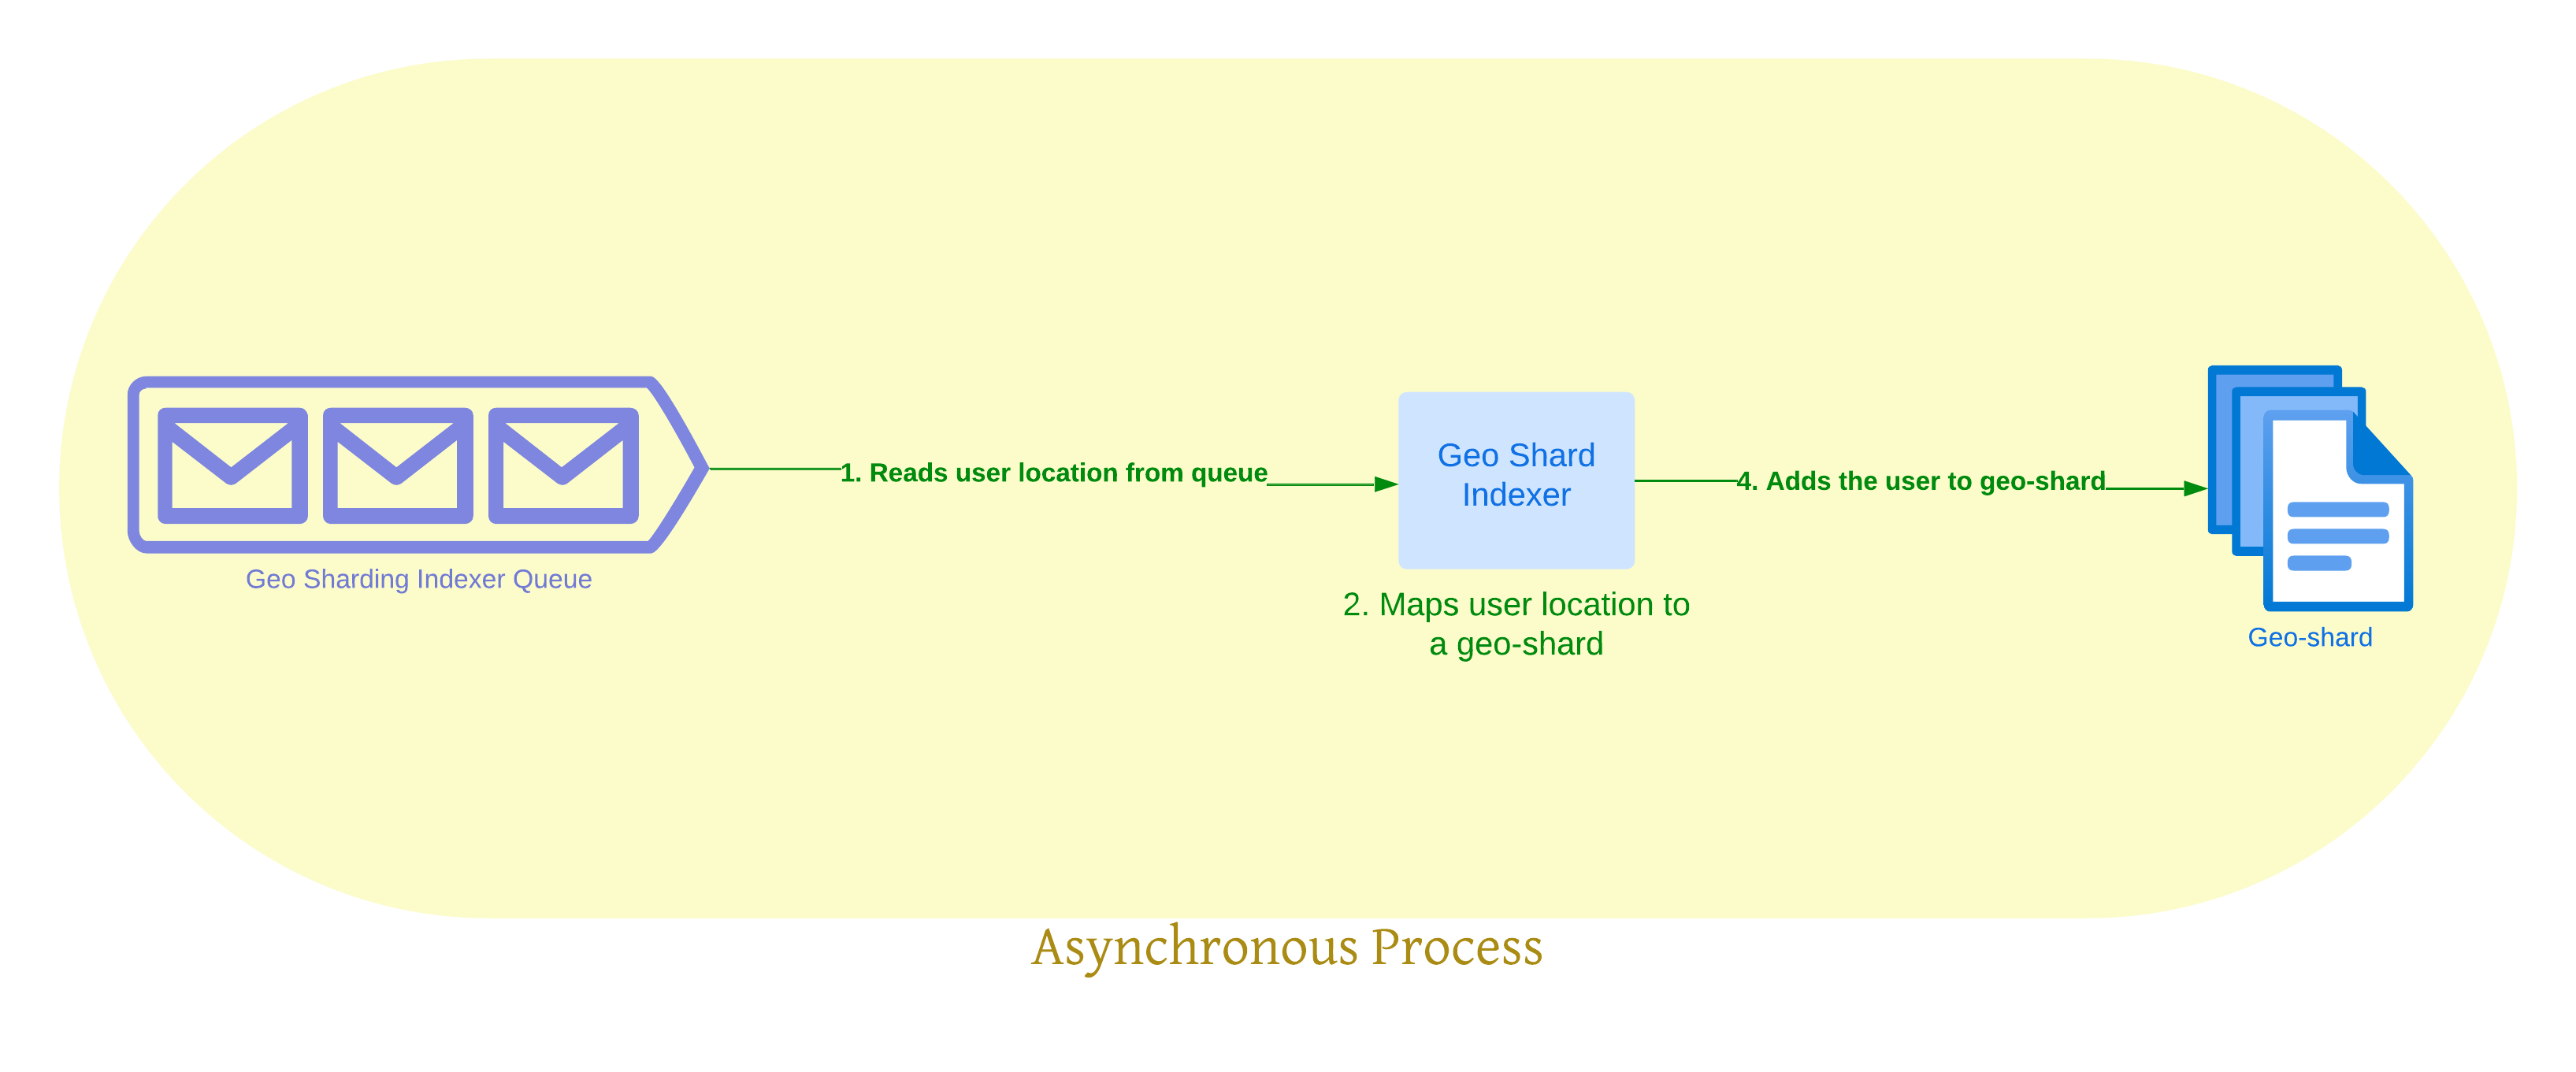 1. Reads user location from queue
Geo Shard
Indexer
4. Adds the user to geo-shard
Geo Sharding Indexer Queue
2. Maps user location to
a geo-shard
Geo-shard
Asynchronous Process